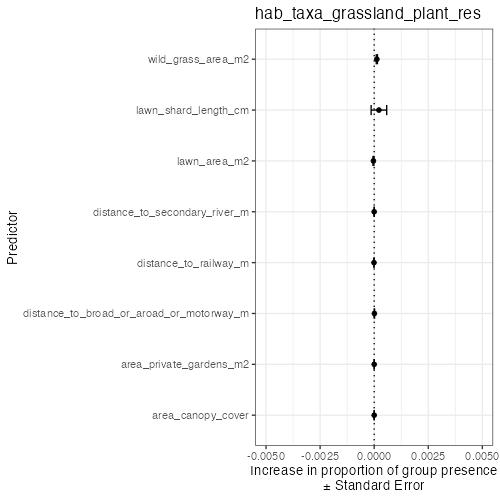 hab_taxa_grassland_plant_res
wild_grass_area_m2
lawn_shard_length_cm
lawn_area_m2
distance_to_secondary_river_m
distance_to_railway_m
distance_to_broad_or_aroad_or_motorway_m
area_private_gardens_m2
area_canopy_cover
Predictor
-0.0050 -0.0025 0.0000 0.0025 0.0050
Increase in proportion of group presence
± Standard Error